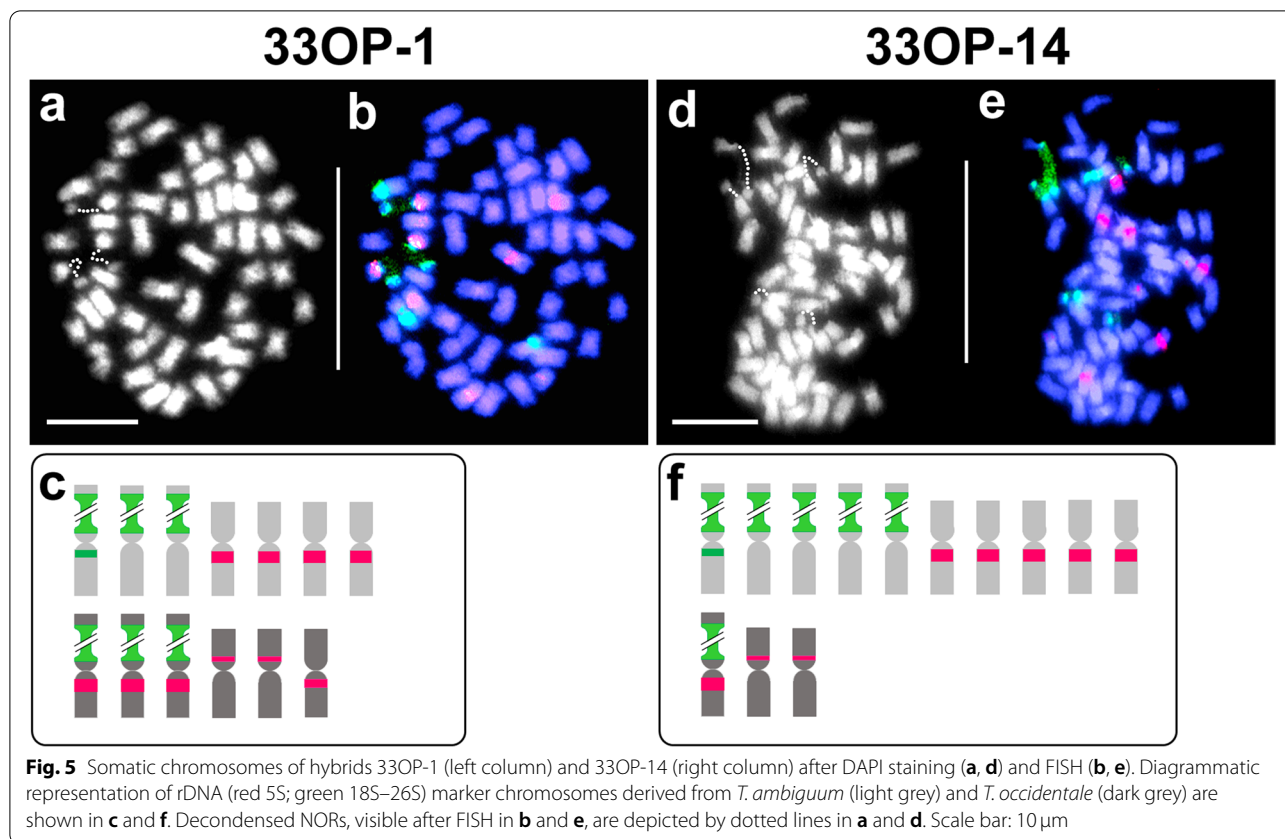 33OP-1 33OP-14
a b d e
c f
Fig. 5 Somatic chromosomes of hybrids 33OP-1 (left column) and 33OP-14 (right column) after DAPI staining (a, d) and FISH (b, e). Diagrammatic
representation of rDNA (red 5S; green 18S–26S) marker chromosomes derived from T. ambiguum (light grey) and T. occidentale (dark grey) are
shown in c and f. Decondensed NORs, visible after FISH in b and e, are depicted by dotted lines in a and d. Scale bar: 10 μm